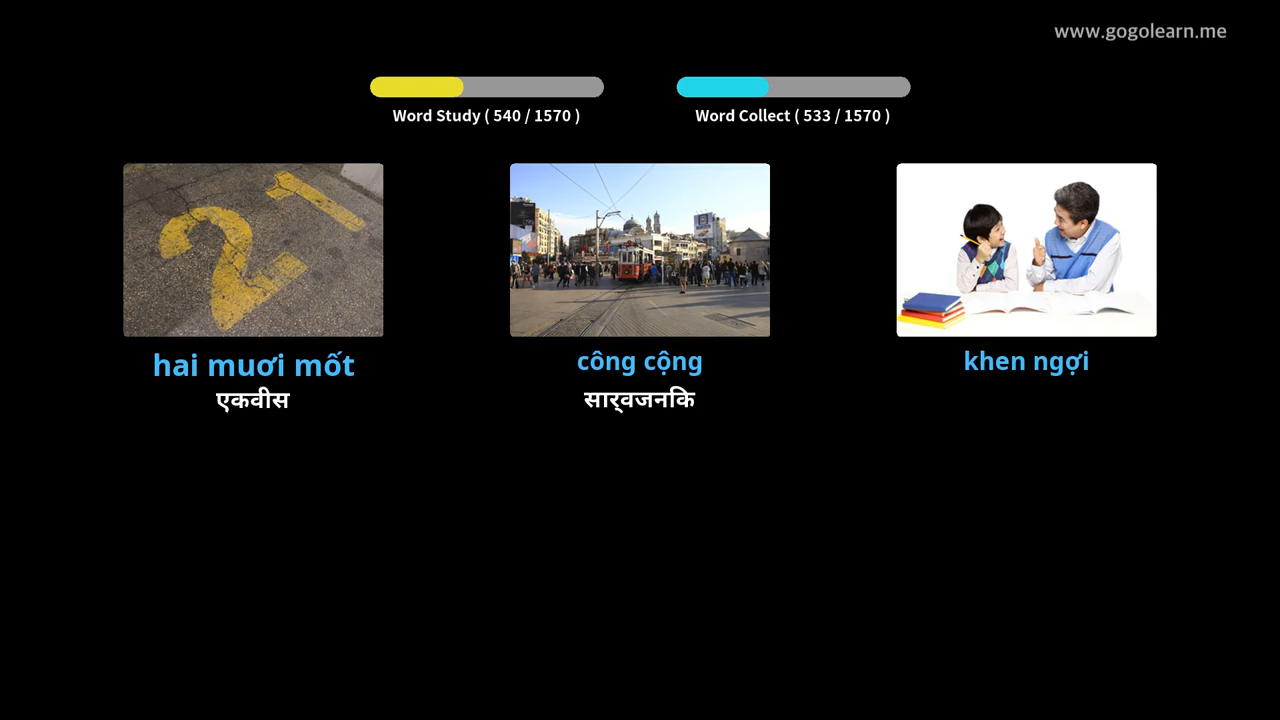 www.gogolearn.me
Word Study ( 540 / 1570 )
Word Collect ( 533 / 1570 )
21
hai muơi mốt
एकवीस
công cộng
सार्‌वजनकि
khen ngợi